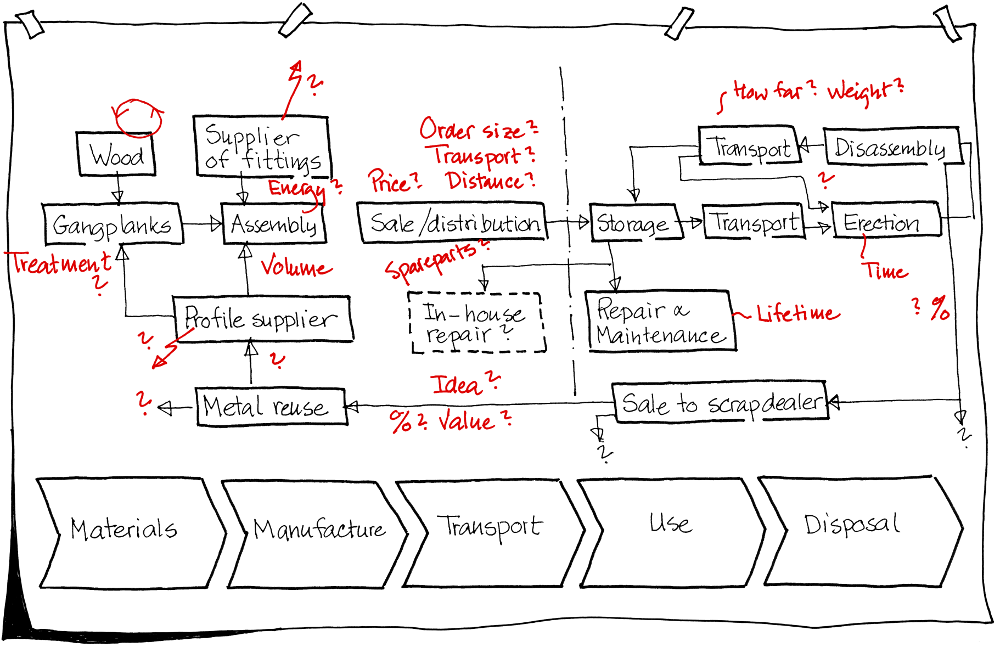 ?
How far? Weight?
Wood
Supplier
of fittings
Order size?
Transport?
Price? Distance?
Energy?
Transport
Disassembly
?
Gangplanks
Assembly
Sale/distribution
Storage
Transport
Erection
Treatment
?
Volume
Spareparts?
Time
Profile supplier
?
In-house
repair?
Repair &
Maintenance
Lifetime
? %
?
Idea?
?
Metal reuse
%? Value?
Sale to scrapdealer
?
?
Materials
Manufacture
Transport
Use
Disposal